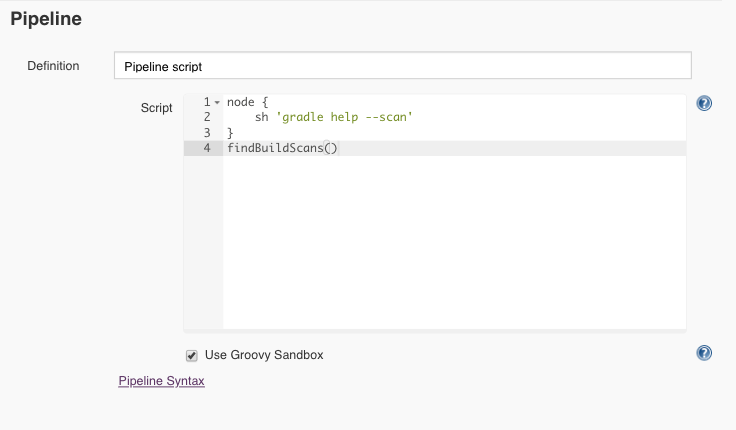 Pipeline
Definition
Pipeline script
Script
1 node {
2     sh 'gradle help --scan'
3 }
4 findBuildScans()
Use Groovy Sandbox
Pipeline Syntax